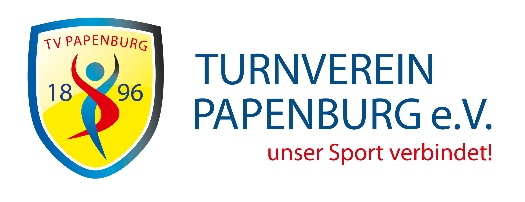 TV PAPENBURG
18 96
TURNVEREIN
PAPENBURG e.V.
unser Sport verbindet!